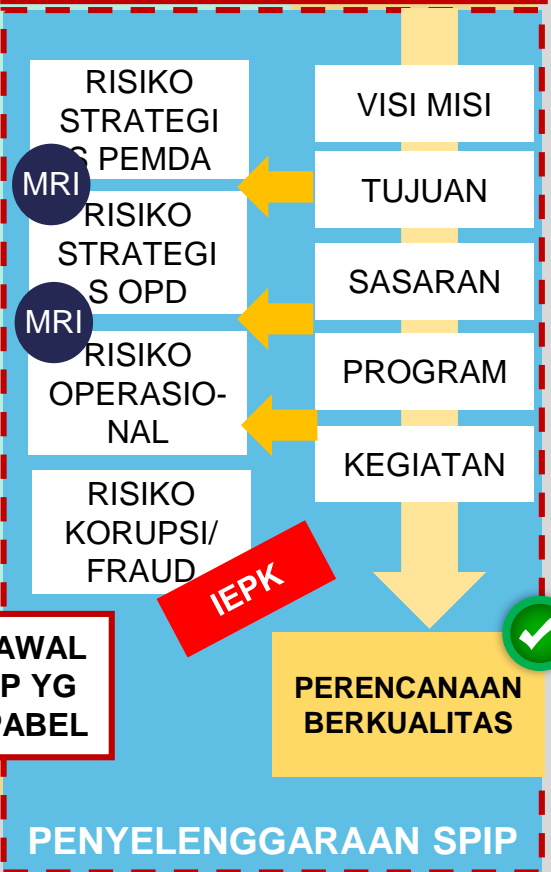 RISIKO
STRATEGI
S PEMDA
MRI
RISIKO
STRATEGI
S OPD
MRI
RISIKO
OPERASIO-
NAL
RISIKO
KORUPSI/
FRAUD
IEPK
VISI MISI
TUJUAN
SASARAN
PROGRAM
KEGIATAN
AWAL
P YG
PABEL
PERENCANAAN
BERKUALITAS
PENYELENGGARAAN SPIP